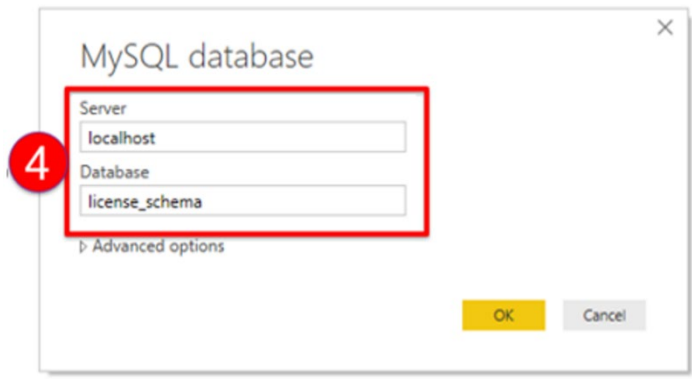 MySQL database
Server
localhost
4
Database
license_schema
Advanced options
OK
Cancel